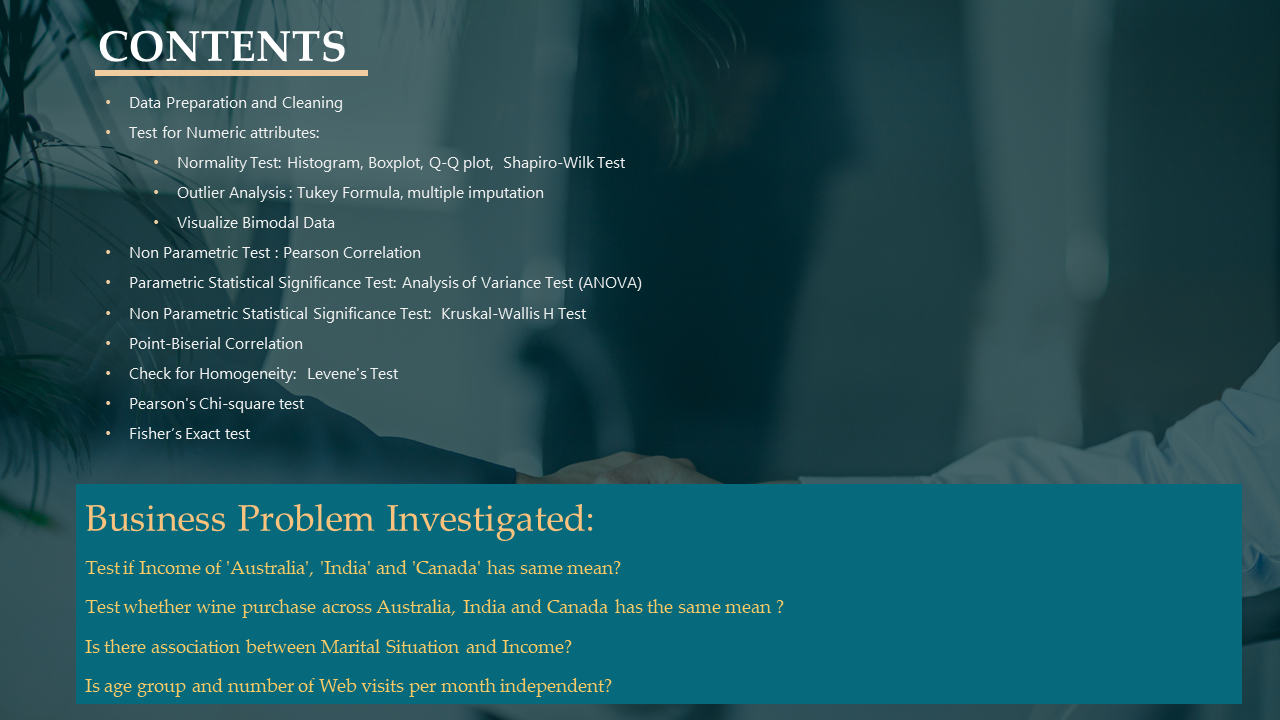 CONTENTS
• Data Preparation and Cleaning
• Test for Numeric attributes:
• Normality Test: Histogram, Boxplot, Q-Q plot, Shapiro-Wilk Test
• Outlier Analysis : Tukey Formula, multiple imputation
• Visualize Bimodal Data
• Non Parametric Test : Pearson Correlation
• Parametric Statistical Significance Test: Analysis of Variance Test (ANOVA)
• Non Parametric Statistical Significance Test: Kruskal-Wallis H Test
• Point-Biserial Correlation
• Check for Homogeneity: Levene's Test
• Pearson's Chi-square test
• Fisher’s Exact test
Business Problem Investigated:
Test if Income of 'Australia', 'India' and 'Canada' has same mean?
Test whether wine purchase across Australia, India and Canada has the same mean ?
Is there association between Marital Situation and Income?
Is age group and number of Web visits per month independent?